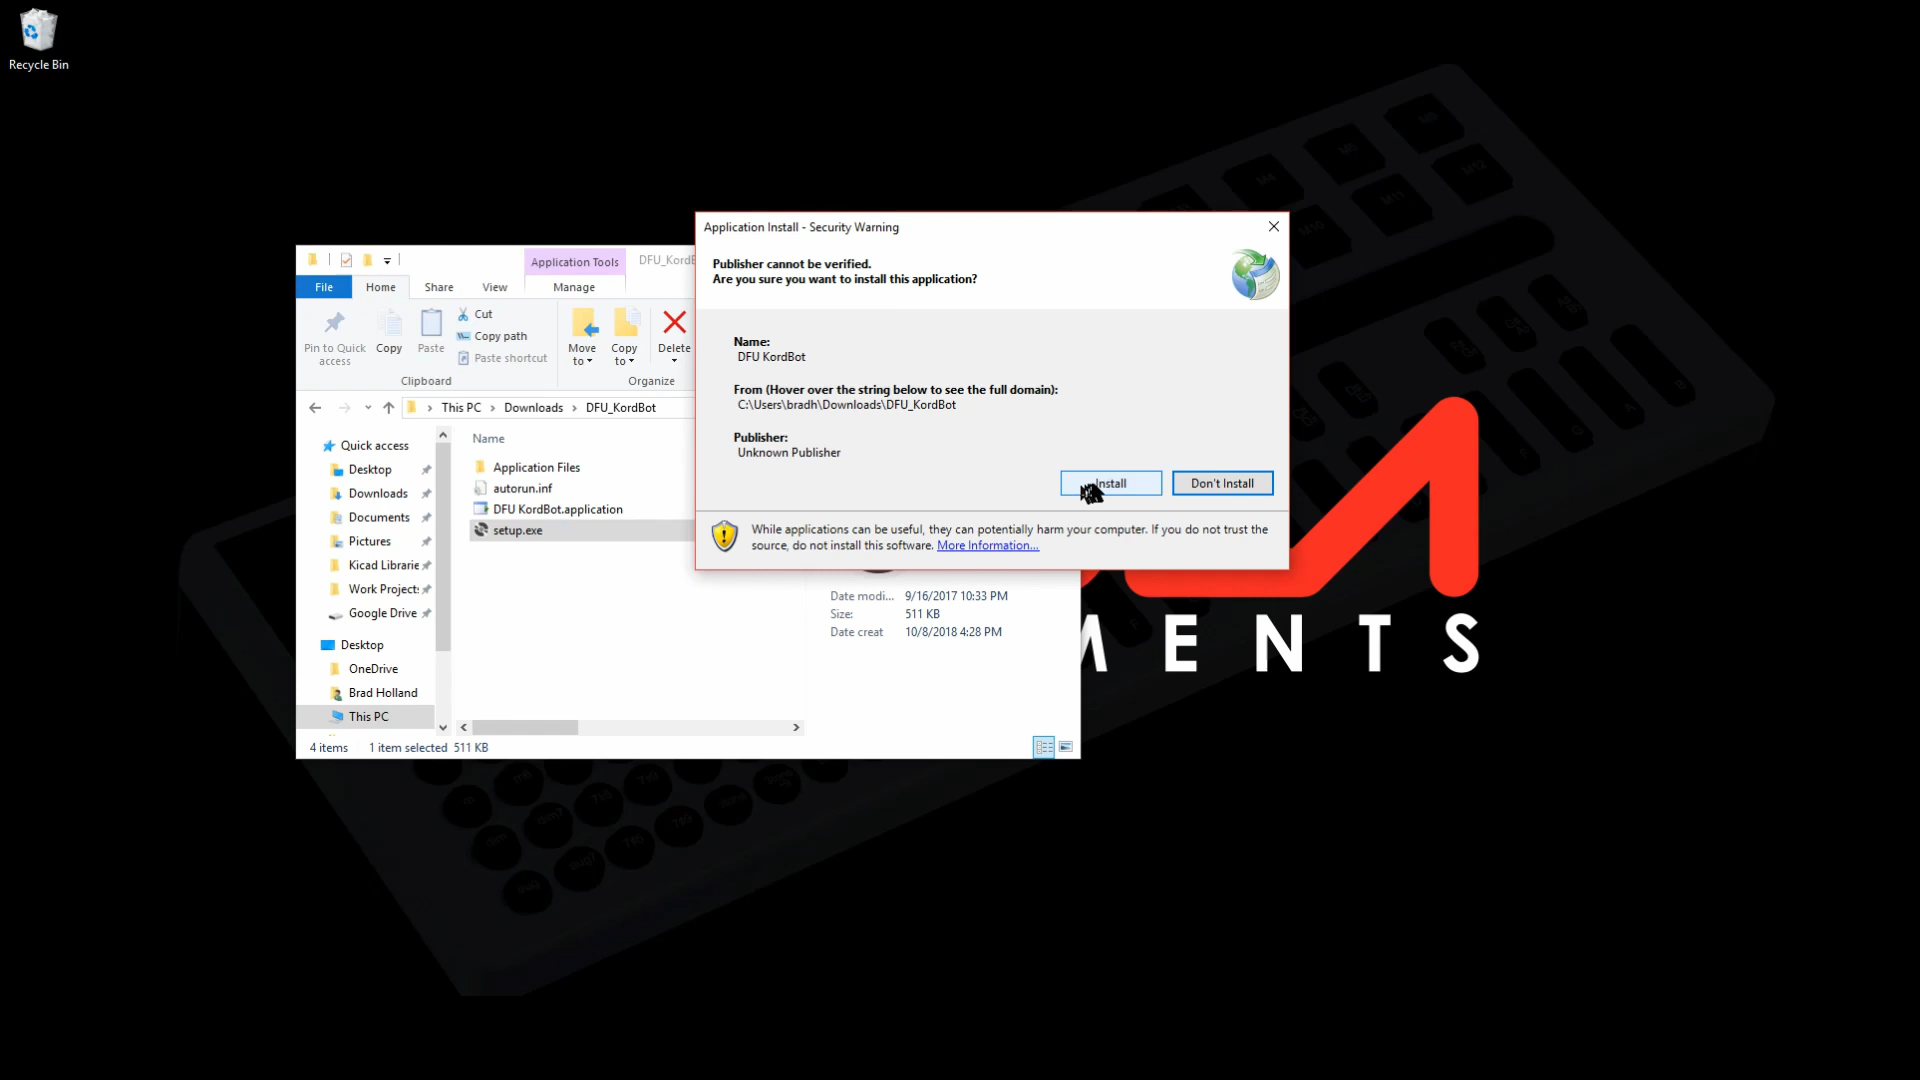 Recycle Bin
Application Tools
DFU_KordB
File
Home
Share
View
Manage
Pin to Quick
access
Copy
Paste
Cut
Copy path
Paste shortcut
Move
to
Copy
to
Delete
Clipboard
Organize
This PC
Downloads
DFU_KordBot
Quick access
Desktop
Downloads
Documents
Pictures
Kicad Librarie
Work Project:
Google Drive
Desktop
OneDrive
Brad Holland
This PC
Name
Application Files
autorun.inf
DFU KordBot.application
setup.exe
Date modi... 9/16/2017 10:33 PM
Size: 511 KB
Date creat 10/8/2018 4:28 PM
4 items 1 item selected 511 KB
Application Install - Security Warning
Publisher cannot be verified.
Are you sure you want to install this application?
Name:
DFU KordBot
From (Hover over the string below to see the full domain):
C:\Users\bradh\Downloads\DFU_KordBot
Publisher:
Unknown Publisher
Install
Don't Install
While applications can be useful, they can potentially harm your computer. If you do not trust the
source, do not install this software. More Information...
MENTS